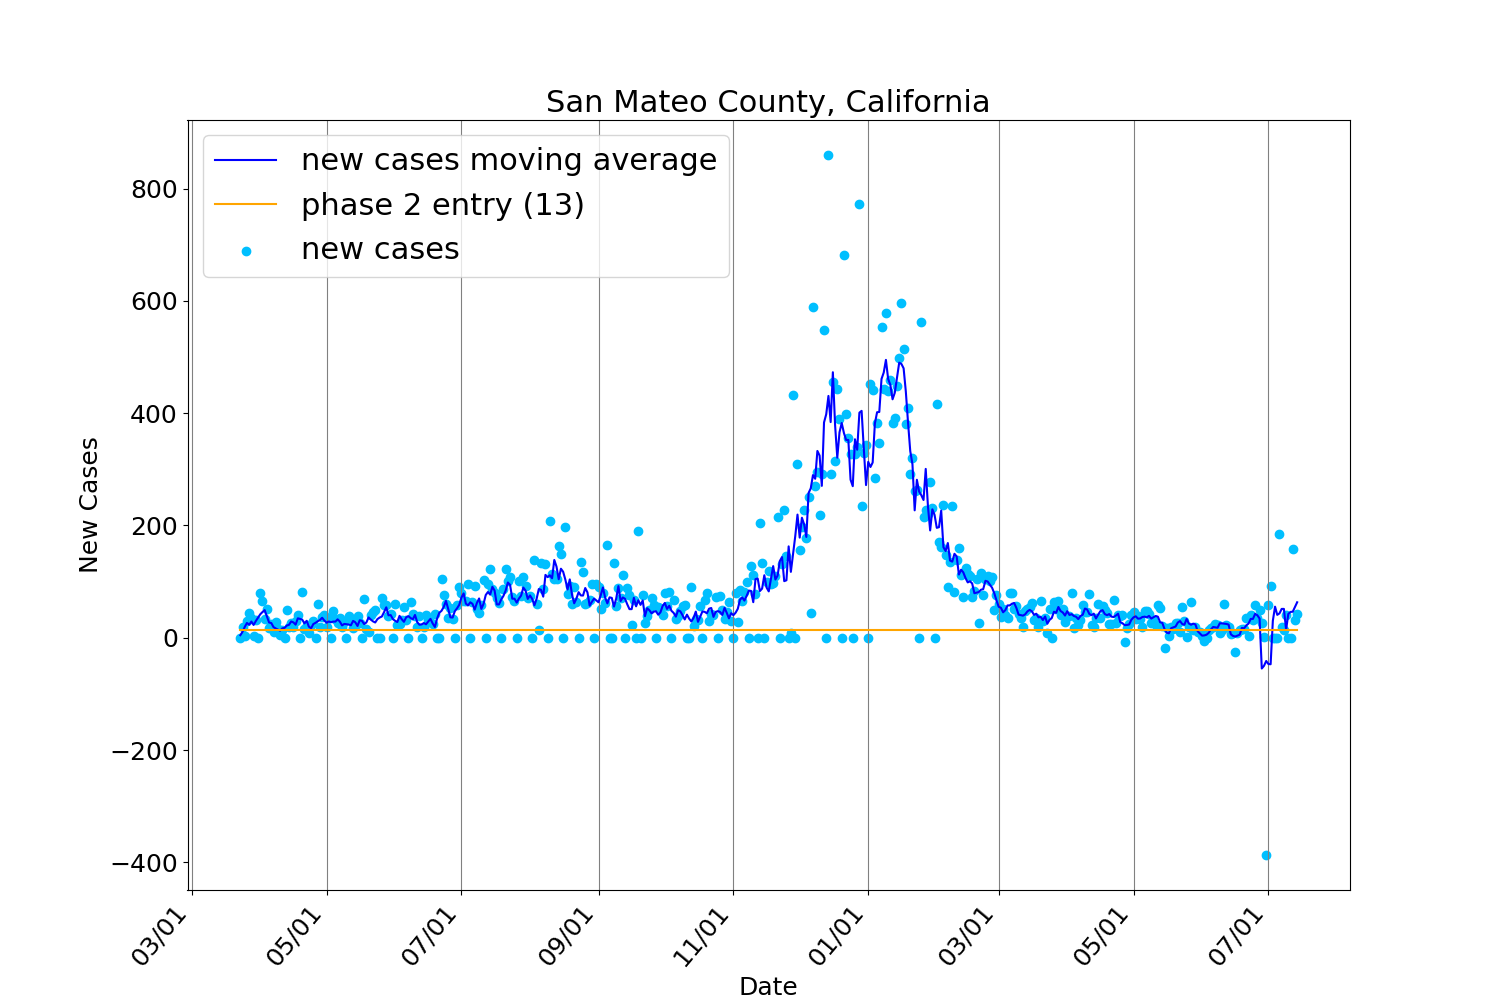 San Mateo County, California
new cases moving average
phase 2 entry (13)
new cases
800
600
400
200
0
−200
−400
New Cases
03/01
05/01
07/01
09/01
11/01
01/01
03/01
05/01
07/01
Date